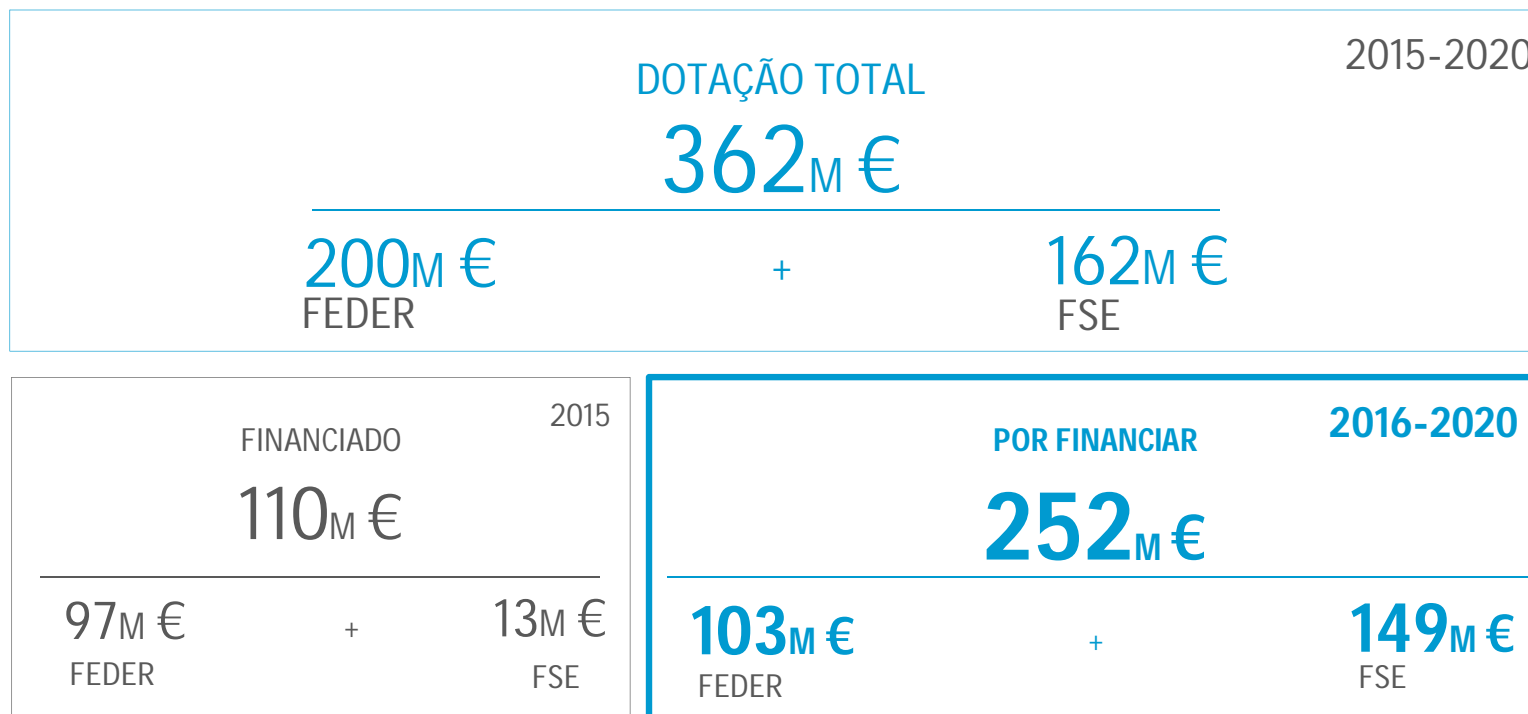 2015-2020
DOTAÇÃO TOTAL
362M €
200M € + 162M €
FEDER FSE
2015
FINANCIADO
110M €
97M € + 13M €
FEDER FSE
2016-2020
POR FINANCIAR
252M €
103M € + 149M €
FEDER FSE